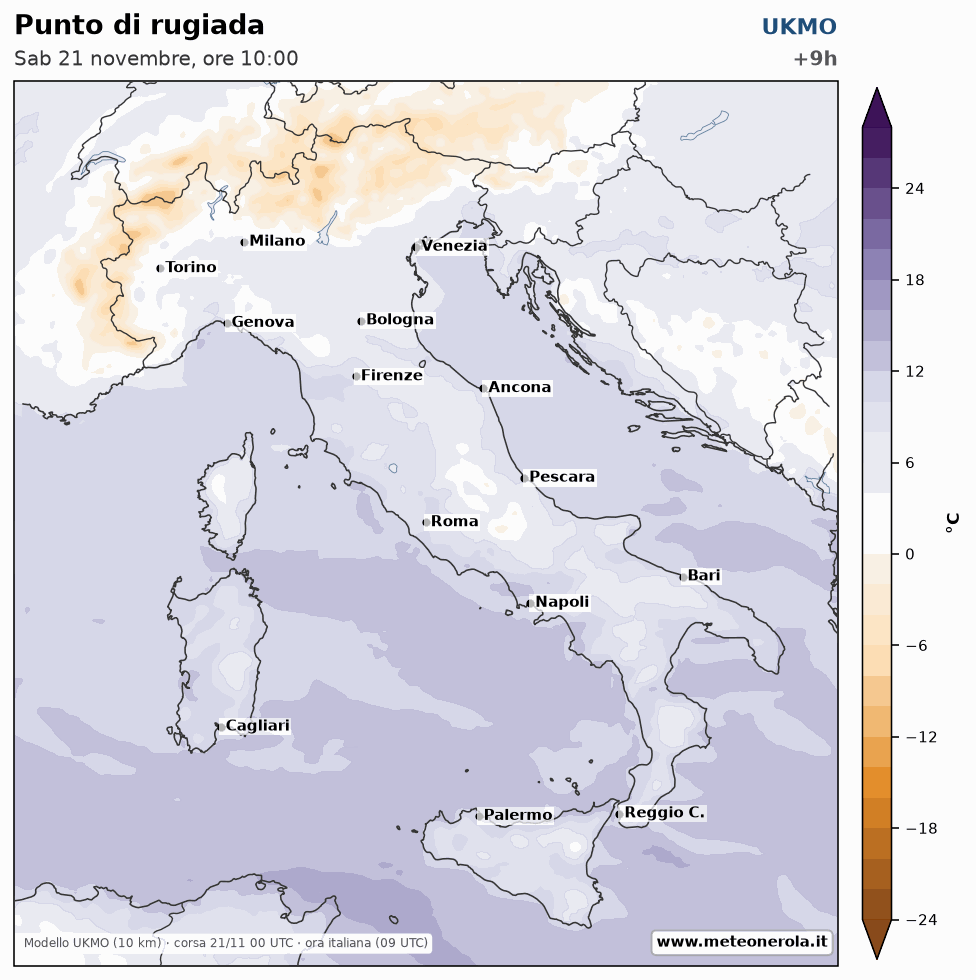 Punto di rugiada
UKMO
Sab 21 novembre, ore 10:00
+9h
Milano
Venezia
Torino
Genova
Bologna
Firenze
Ancona
Pescara
Roma
Bari
Napoli
Cagliari
Palermo
Reggio C.
24
18
12
6
0
−6
−12
−18
−24
°C
Modello UKMO (10 km) · corsa 21/11 00 UTC · ora italiana (09 UTC)
www.meteonerola.it